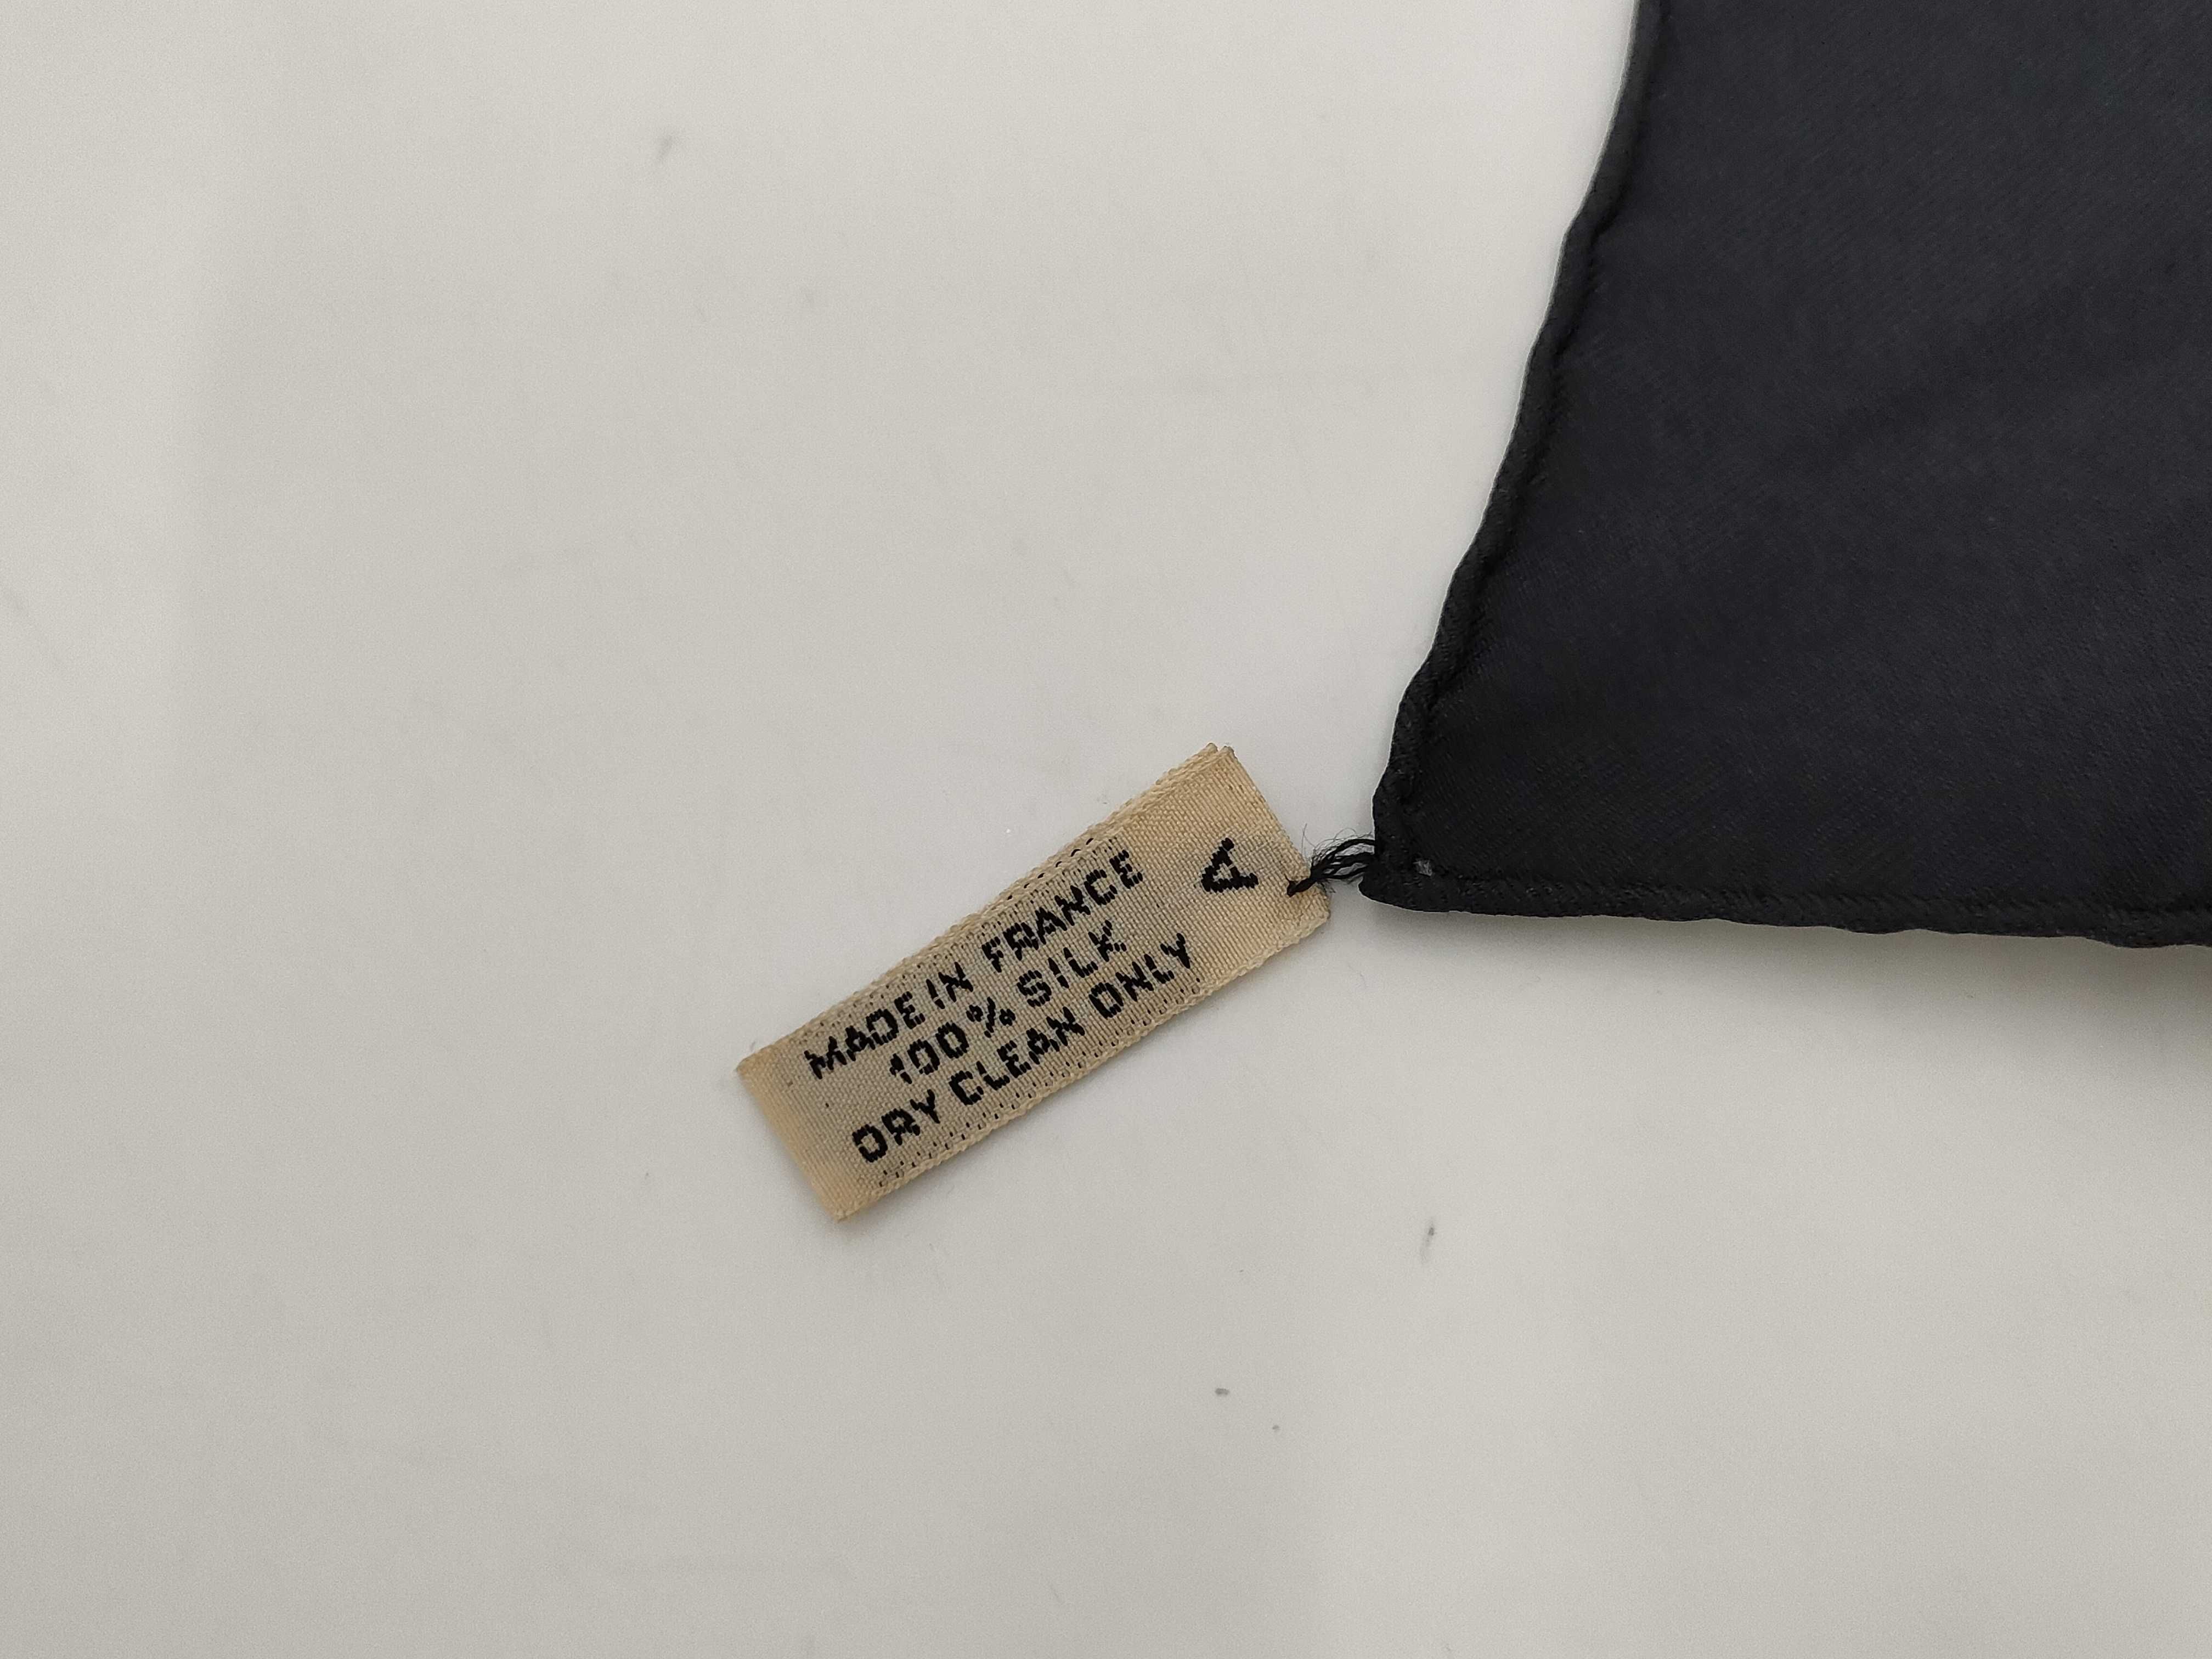 MADE IN FRANCE
100% SILK
DRY CLEAN ONLY
A